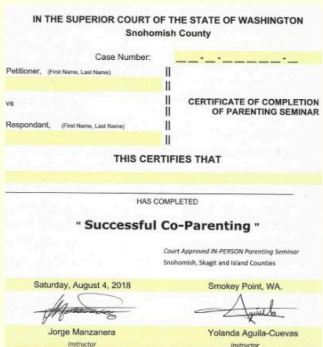 IN THE SUPERIOR COURT OF THE STATE OF WASHINGTON
Snohomish County
Case Number: _ _-_-_ _ _ _ _-_
Petitioner, (First Name, Last Name) ||
||
vs ||
Respondant, (First Name, Last Name) ||
||
CERTIFICATE OF COMPLETION
OF PARENTING SEMINAR
THIS CERTIFIES THAT
HAS COMPLETED
" Successful Co-Parenting "
Court Approved IN-PERSON Parenting Seminar
Snohomish, Skagit and Island Counties
Saturday, August 4, 2018 Smokey Point, WA.
Jorge Manzanera Yolanda Aguila-Cuevas
Instructor Instructor